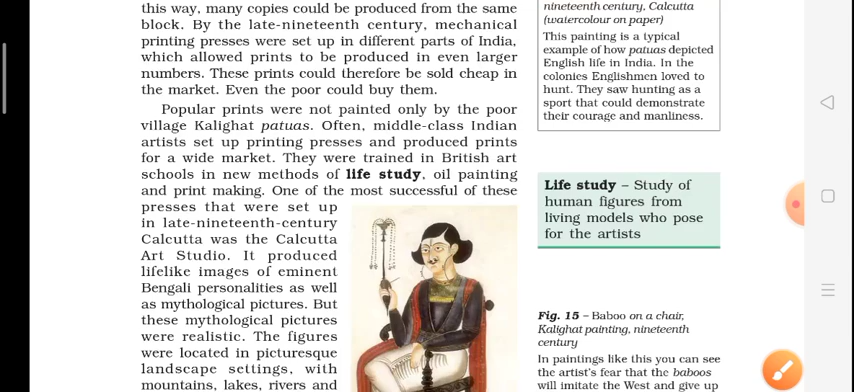 this way, many copies could be produced from the same
block. By the late-nineteenth century, mechanical
printing presses were set up in different parts of India,
which allowed prints to be produced in even larger
numbers. These prints could therefore be sold cheap in
the market. Even the poor could buy them.
Popular prints were not painted only by the poor
village Kalighat patuas. Often, middle-class Indian
artists set up printing presses and produced prints
for a wide market. They were trained in British art
schools in new methods of life study, oil painting
and print making. One of the most successful of these
presses that were set up
in late-nineteenth-century
Calcutta was the Calcutta
Art Studio. It produced
lifelike images of eminent
Bengali personalities as well
as mythological pictures. But
these mythological pictures
were realistic. The figures
were located in picturesque
landscape settings, with
mountains, lakes, rivers and
nineteenth century, Calcutta
(watercolour on paper)
This painting is a typical
example of how patuas depicted
English life in India. In the
colonies Englishmen loved to
hunt. They saw hunting as a
sport that could demonstrate
their courage and manliness.
Life study – Study of
human figures from
living models who pose
for the artists
Fig. 15 – Baboo on a chair,
Kalighat painting, nineteenth
century
In paintings like this you can see
the artist's fear that the baboos
will imitate the West and give up